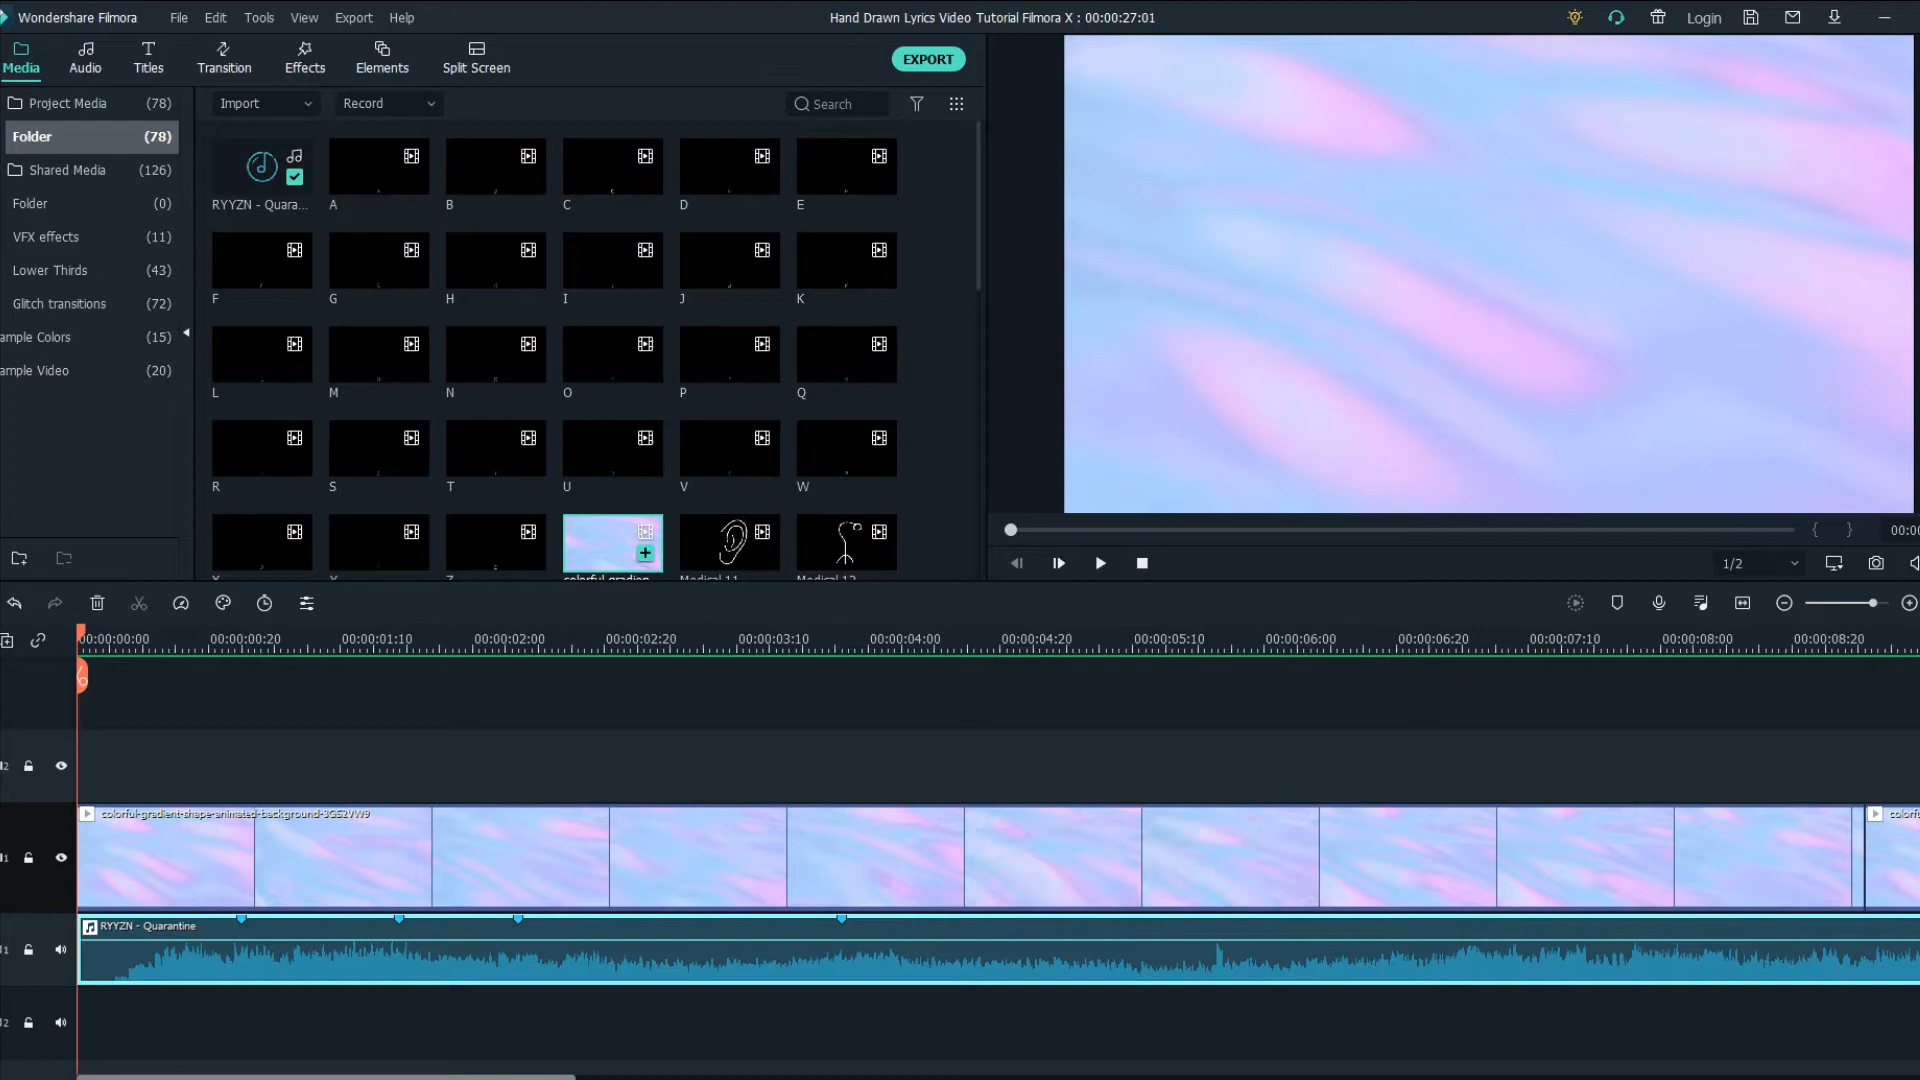 Wondershare Filmora File Edit Tools View Export Help Hand Drawn Lyrics Video Tutorial Filmora X : 00:00:27:01 Login
Media Audio Titles Transition Effects Elements Split Screen EXPORT
Project Media (78) Import Record Search
Folder (78)
Shared Media (126)
Folder (0)
VFX effects (11)
Lower Thirds (43)
Glitch transitions (72)
ample Colors (15)
ample Video (20)
RYYZN - Quara... A B C D E
F G H I J K
L M N O P Q
R S T U V W
X Y Z colorful-gradien... Medical 11 Medical 12
00:00
1/2
00:00:00:00 00:00:00:20 00:00:01:10 00:00:02:00 00:00:02:20 00:00:03:10 00:00:04:00 00:00:04:20 00:00:05:10 00:00:06:00 00:00:06:20 00:00:07:10 00:00:08:00 00:00:08:20
2
colorful-gradient-shape-animated-background-3GS2VW9 colorfu
1
RYYZN - Quarantine
1
2